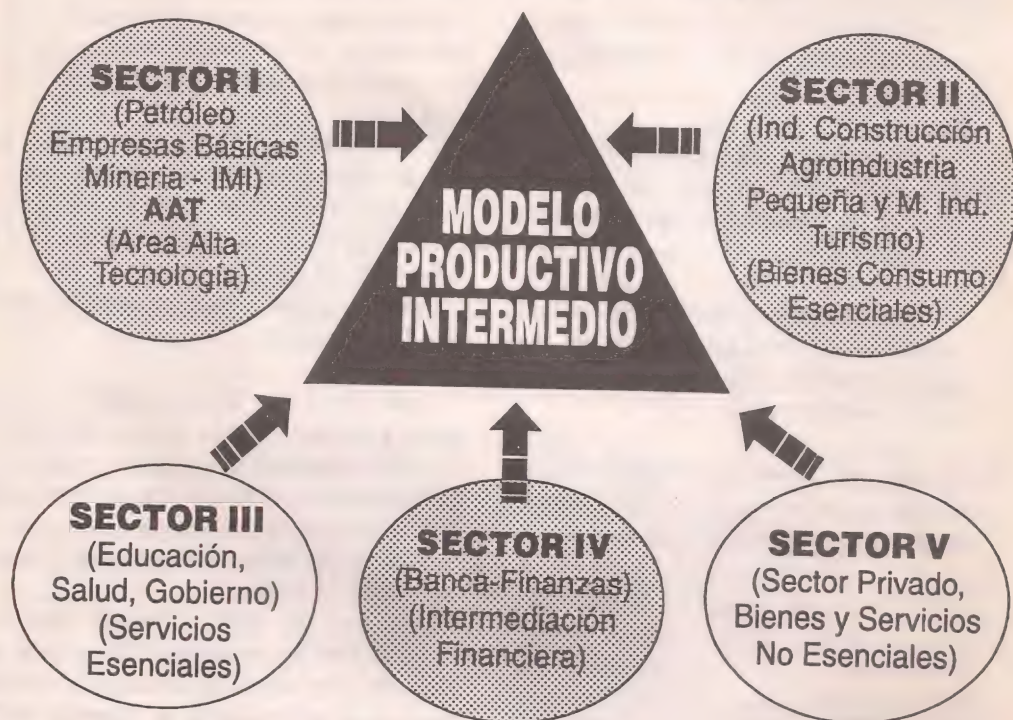 SECTOR I
(Petróleo
Empresas Básicas
Mineria - IMI)
AAT
(Area Alta
Tecnología)
MODELO
PRODUCTIVO
INTERMEDIO
SECTOR II
(Ind. Construcción
Agroindustria
Pequeña y M. Ind.
Turismo)
(Bienes Consumo
Esenciales)
SECTOR III
(Educación,
Salud, Gobierno)
(Servicios
Esenciales)
SECTOR IV
(Banca-Finanzas)
(Intermediación
Financiera)
SECTOR V
(Sector Privado,
Bienes y Servicios
No Esenciales)